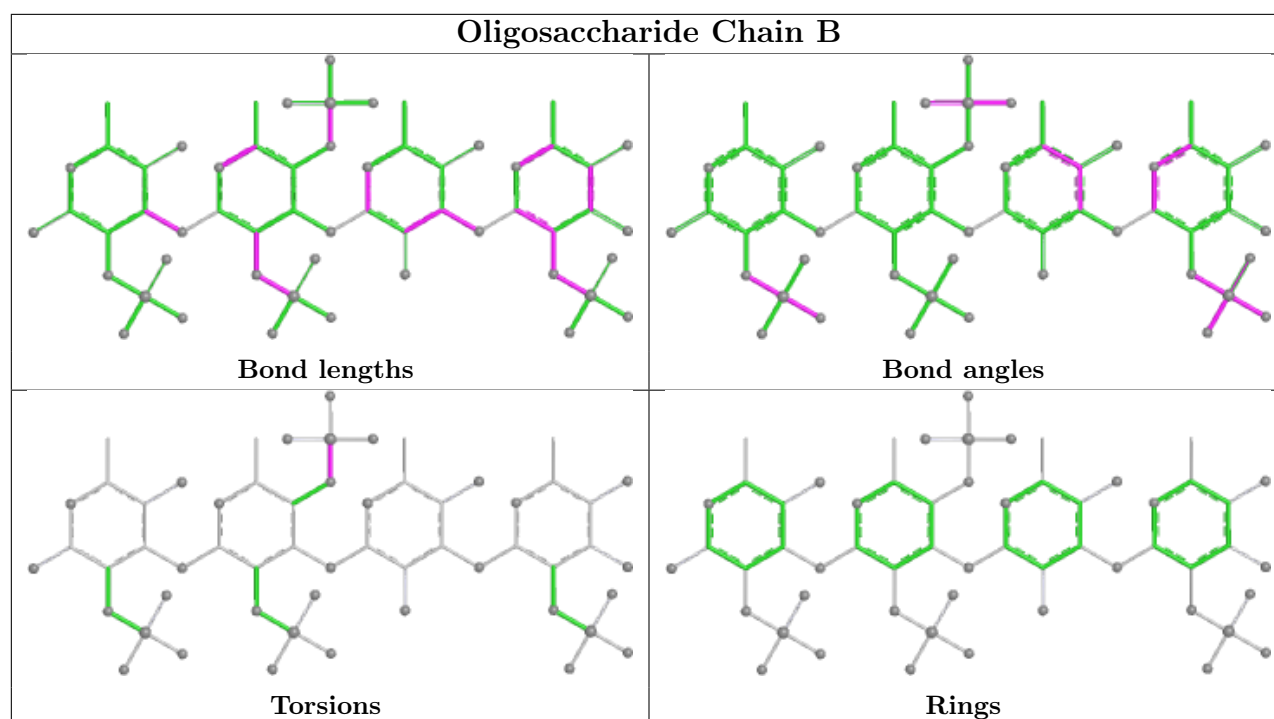 Oligosaccharide Chain B
Bond lengths
Bond angles
Torsions
Rings